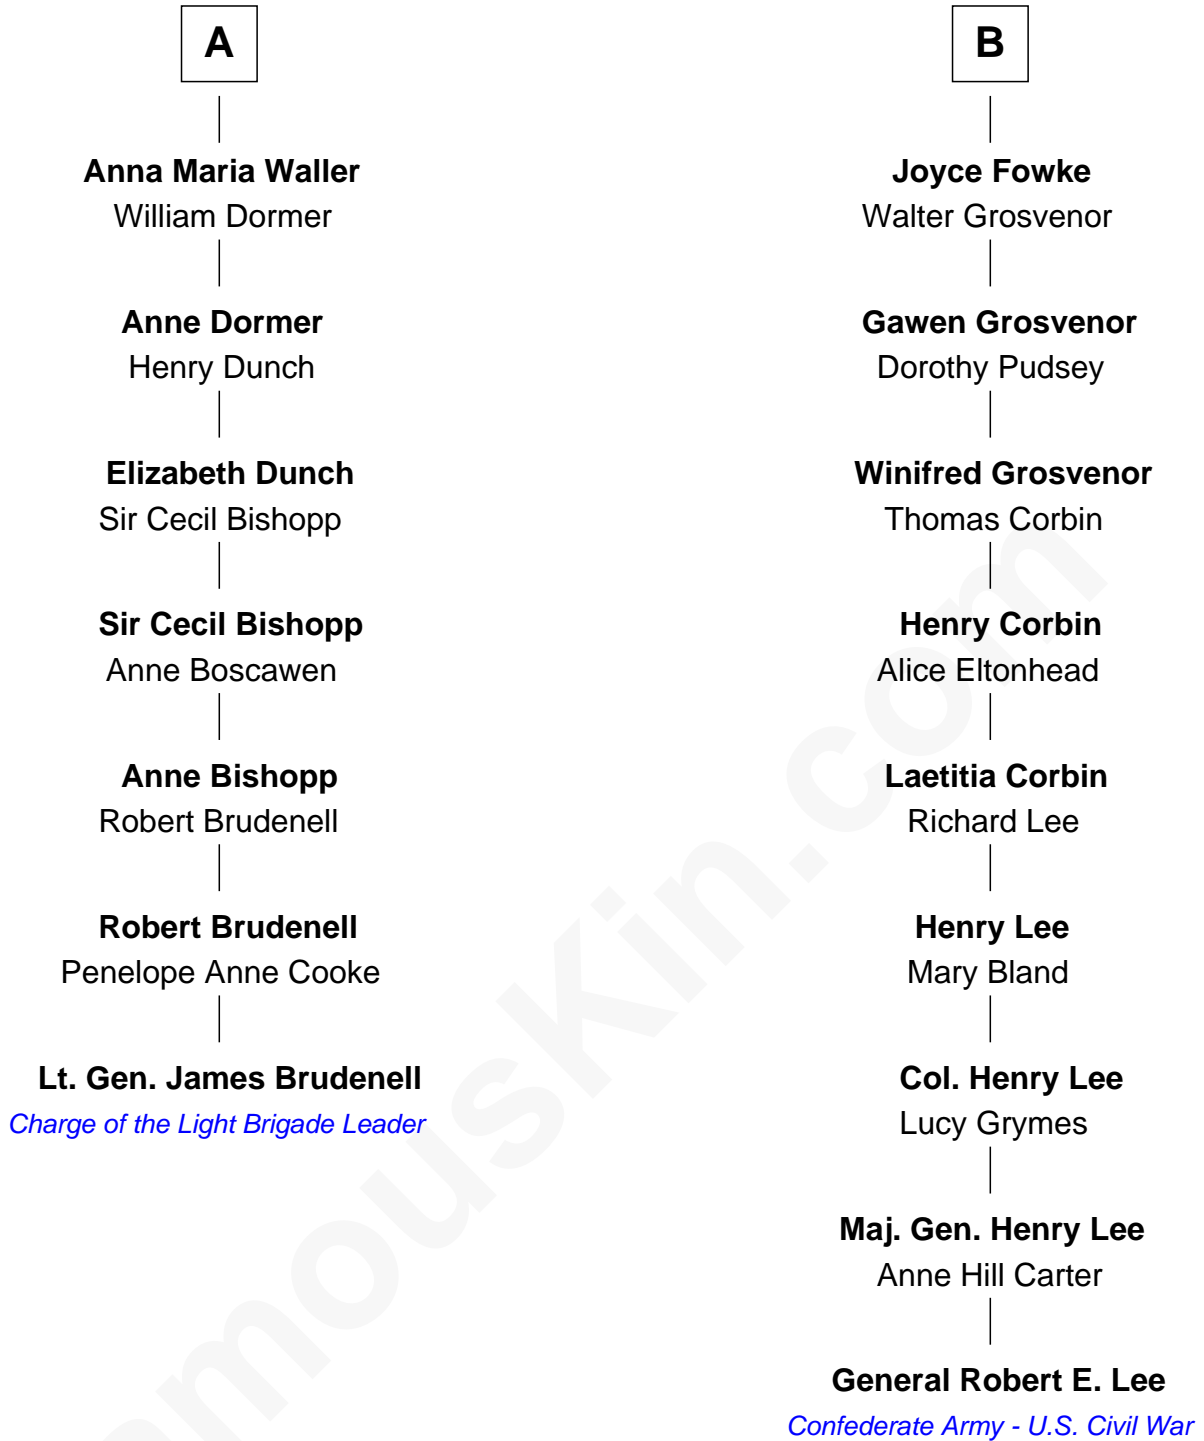 A
Anna Maria Waller
William Dormer
Anne Dormer
Henry Dunch
Elizabeth Dunch
Sir Cecil Bishopp
Sir Cecil Bishopp
Anne Boscawen
Anne Bishopp
Robert Brudenell
Robert Brudenell
Penelope Anne Cooke
Lt. Gen. James Brudenell
Charge of the Light Brigade Leader
B
Joyce Fowke
Walter Grosvenor
Gawen Grosvenor
Dorothy Pudsey
Winifred Grosvenor
Thomas Corbin
Henry Corbin
Alice Eltonhead
Laetitia Corbin
Richard Lee
Henry Lee
Mary Bland
Col. Henry Lee
Lucy Grymes
Maj. Gen. Henry Lee
Anne Hill Carter
General Robert E. Lee
Confederate Army - U.S. Civil War
amousKin.com